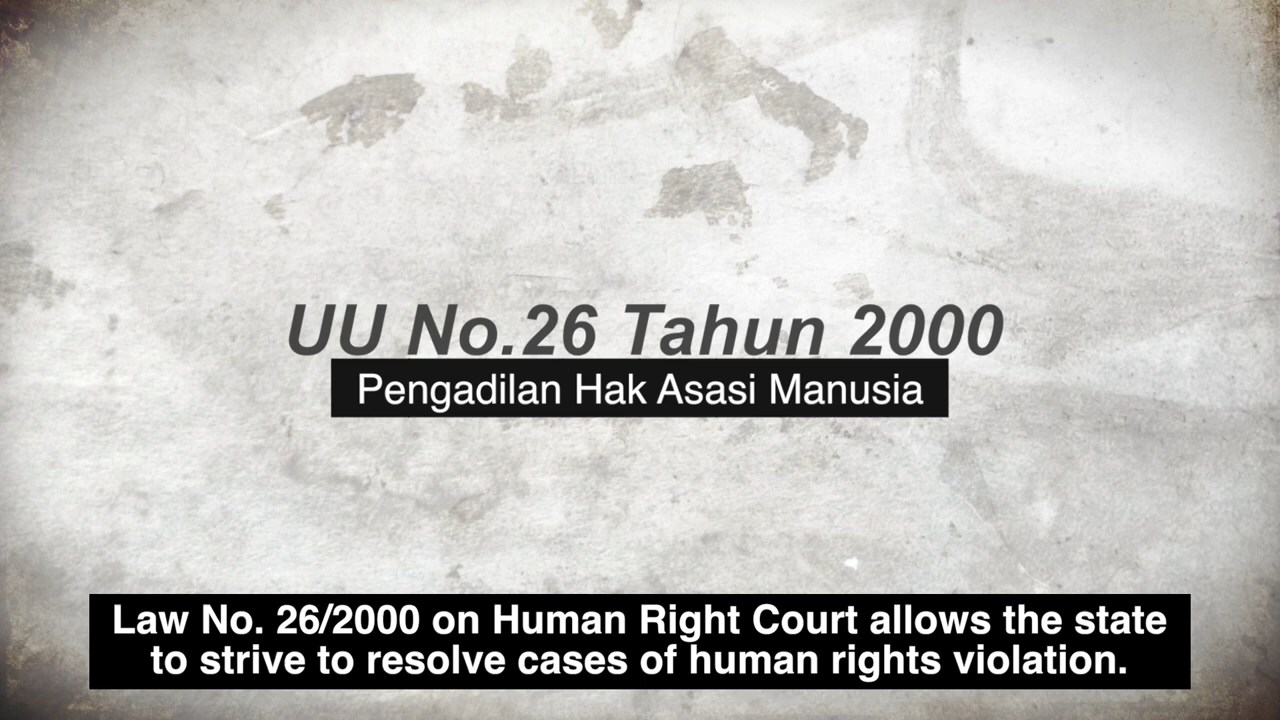 UU No.26 Tahun 2000
Pengadilan Hak Asasi Manusia
Law No. 26/2000 on Human Right Court allows the state
to strive to resolve cases of human rights violation.